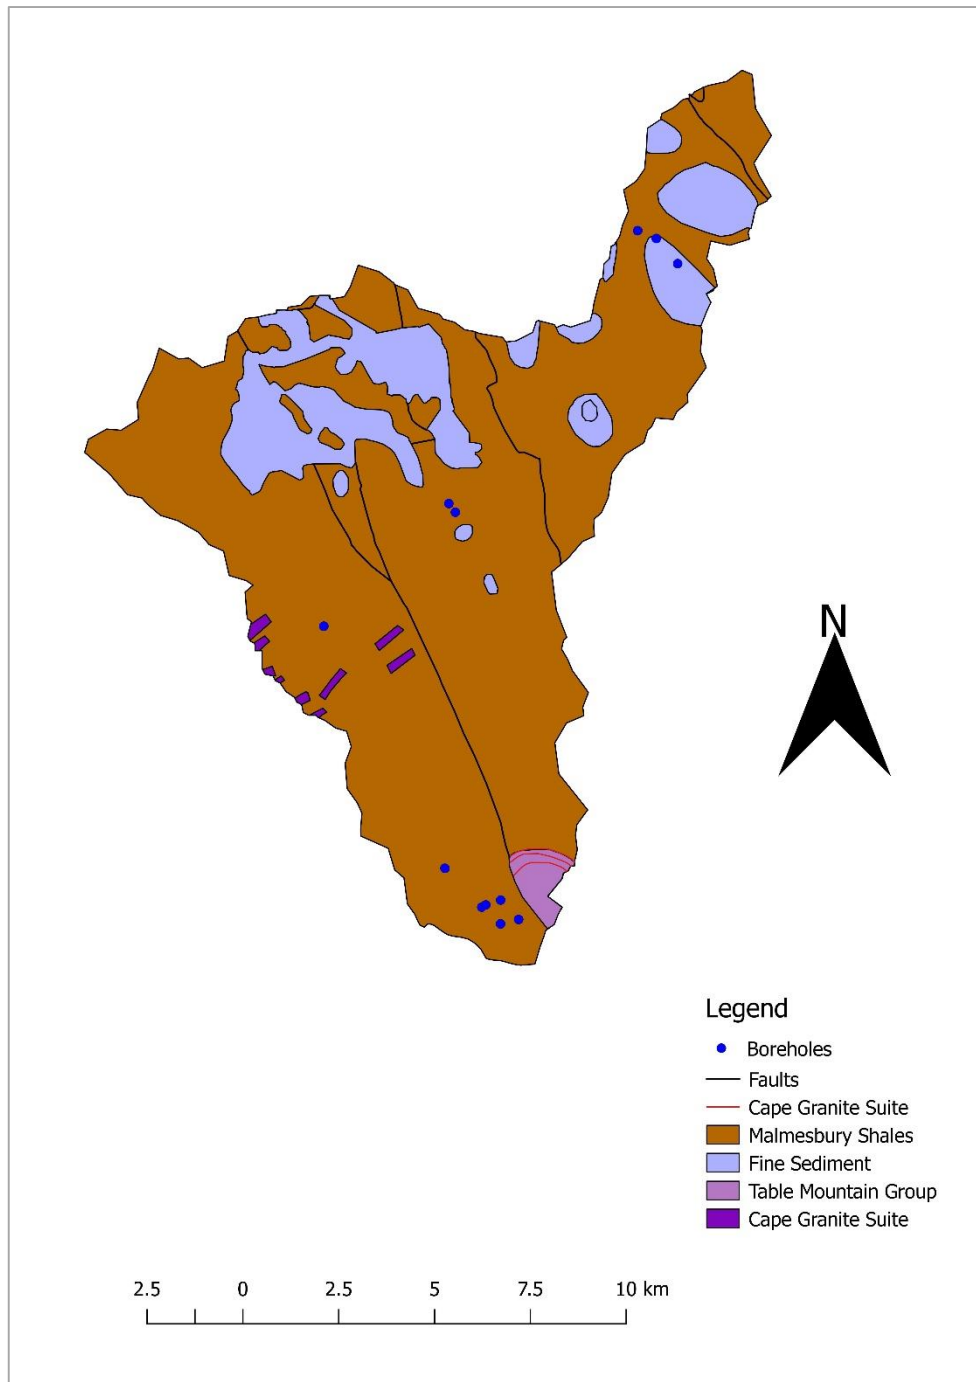 N
Legend
Boreholes
Faults
Cape Granite Suite
Malmesbury Shales
Fine Sediment
Table Mountain Group
Cape Granite Suite
2.5 0 2.5 5 7.5 10 km